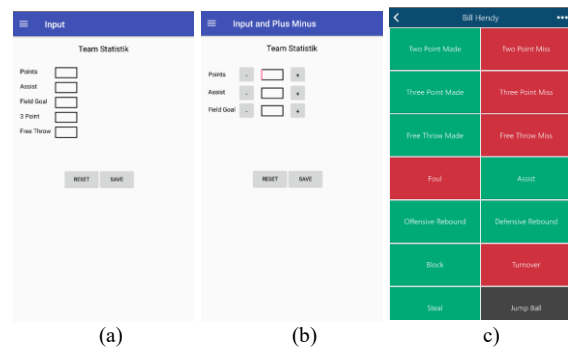 Input
Team Statistik
Points
Assist
Field Goal
3 Point
Free Throw
RESET SAVE
(a)
Input and Plus Minus
Team Statistik
Points - +
Assist - +
Field Goal - +
RESET SAVE
(b)
Bill Hendy
Two Point Made Two Point Miss
Three Point Made Three Point Miss
Free Throw Made Free Throw Miss
Foul Assist
Offensive Rebound Defensive Rebound
Block Turnover
Steal Jump Ball
c)